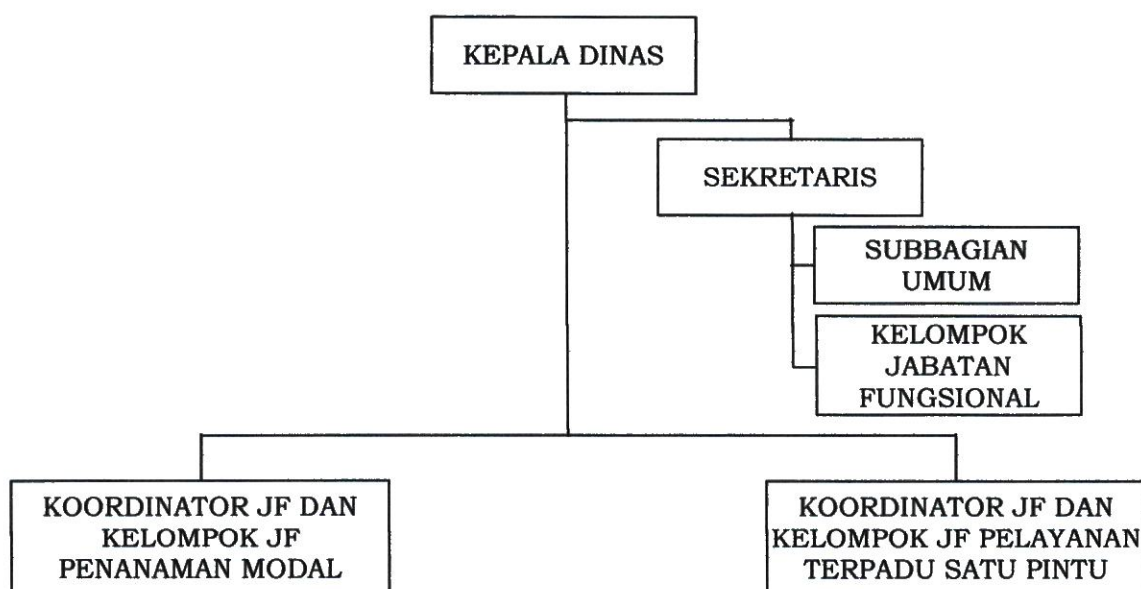 KEPALA DINAS
SEKRETARIS
SUBBAGIAN
UMUM
KELOMPOK
JABATAN
FUNGSIONAL
KOORDINATOR JF DAN
KELOMPOK JF
PENANAMAN MODAL
KOORDINATOR JF DAN
KELOMPOK JF PELAYANAN
TERPADU SATU PINTU